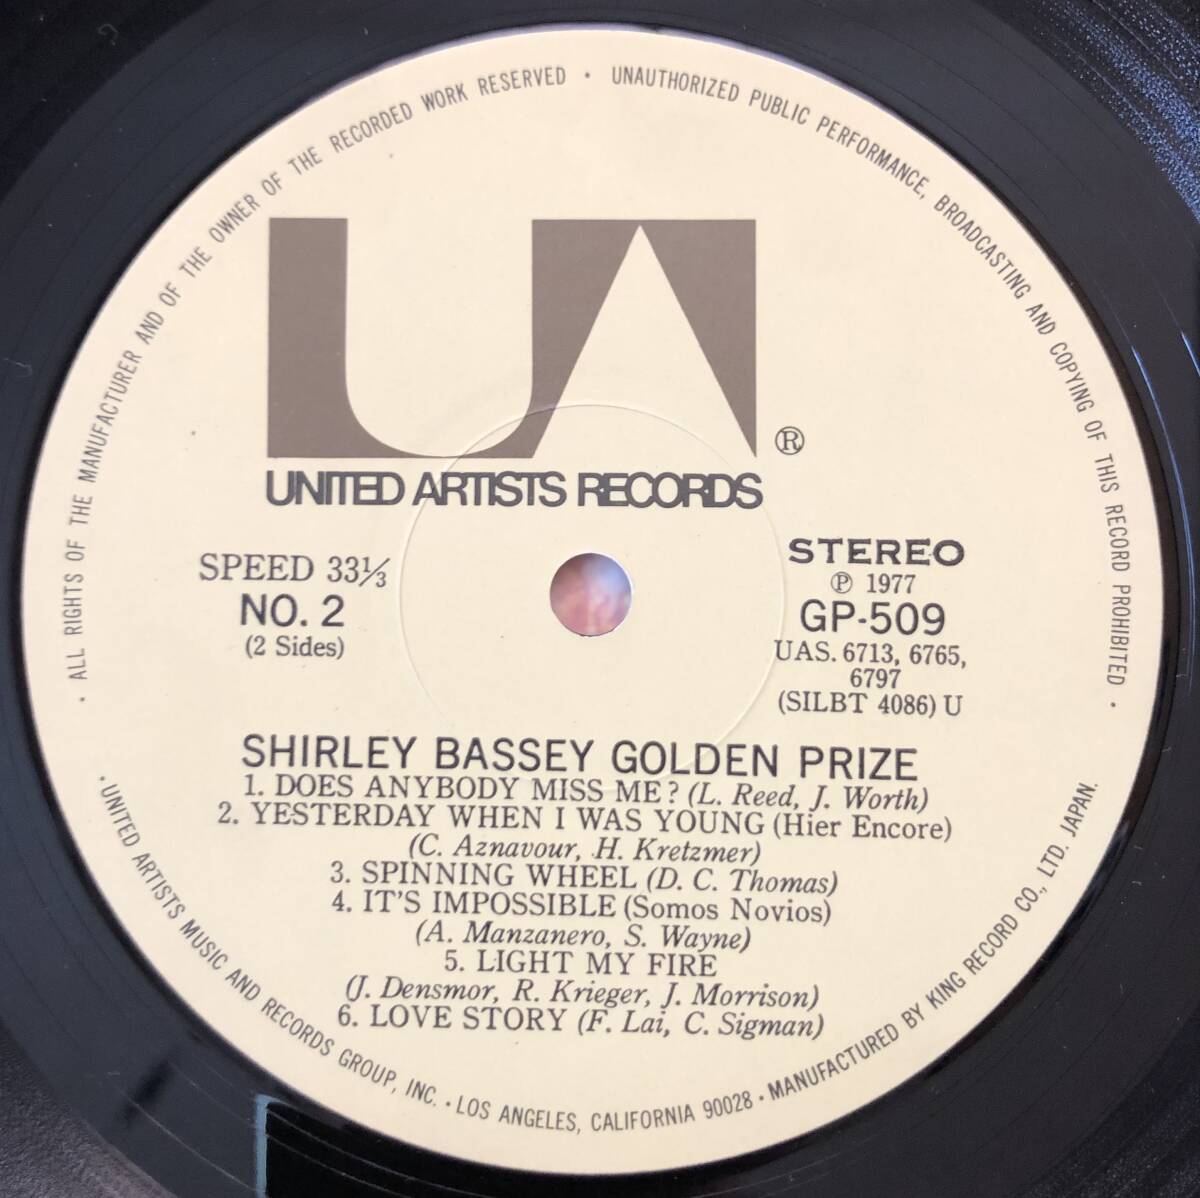 · ALL RIGHTS OF THE MANUFACTURER AND OF THE OWNER OF THE RECORDED WORK RESERVED · UNAUTHORIZED PUBLIC PERFORMANCE, BROADCASTING AND COPYING OF THIS RECORD PROHIBITED ·
UA ®
UNITED ARTISTS RECORDS
SPEED 33⅓
NO. 2
(2 Sides)
STEREO
Ⓟ 1977
GP-509
UAS. 6713, 6765,
6797
(SILBT 4086) U
SHIRLEY BASSEY GOLDEN PRIZE
1. DOES ANYBODY MISS ME? (L. Reed, J. Worth)
2. YESTERDAY WHEN I WAS YOUNG (Hier Encore)
(C. Aznavour, H. Kretzmer)
3. SPINNING WHEEL (D. C. Thomas)
4. IT'S IMPOSSIBLE (Somos Novios)
(A. Manzanero, S. Wayne)
5. LIGHT MY FIRE
(J. Densmor, R. Krieger, J. Morrison)
6. LOVE STORY (F. Lai, C. Sigman)
· UNITED ARTISTS MUSIC AND RECORDS GROUP, INC. · LOS ANGELES, CALIFORNIA 90028 · MANUFACTURED BY KING RECORD CO., LTD. JAPAN.